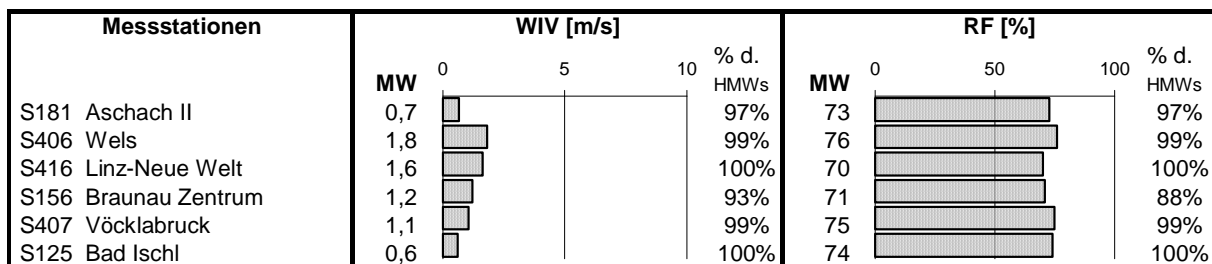 Messstationen WIV [m/s] RF [%]
% d. % d.
0 5 10 0 50 100
MW HMWs MW HMWs
S181 Aschach II 0,7 97% 73 97%
S406 Wels 1,8 99% 76 99%
S416 Linz-Neue Welt 1,6 100% 70 100%
S156 Braunau Zentrum 1,2 93% 71 88%
S407 Vöcklabruck 1,1 99% 75 99%
S125 Bad Ischl 0,6 100% 74 100%